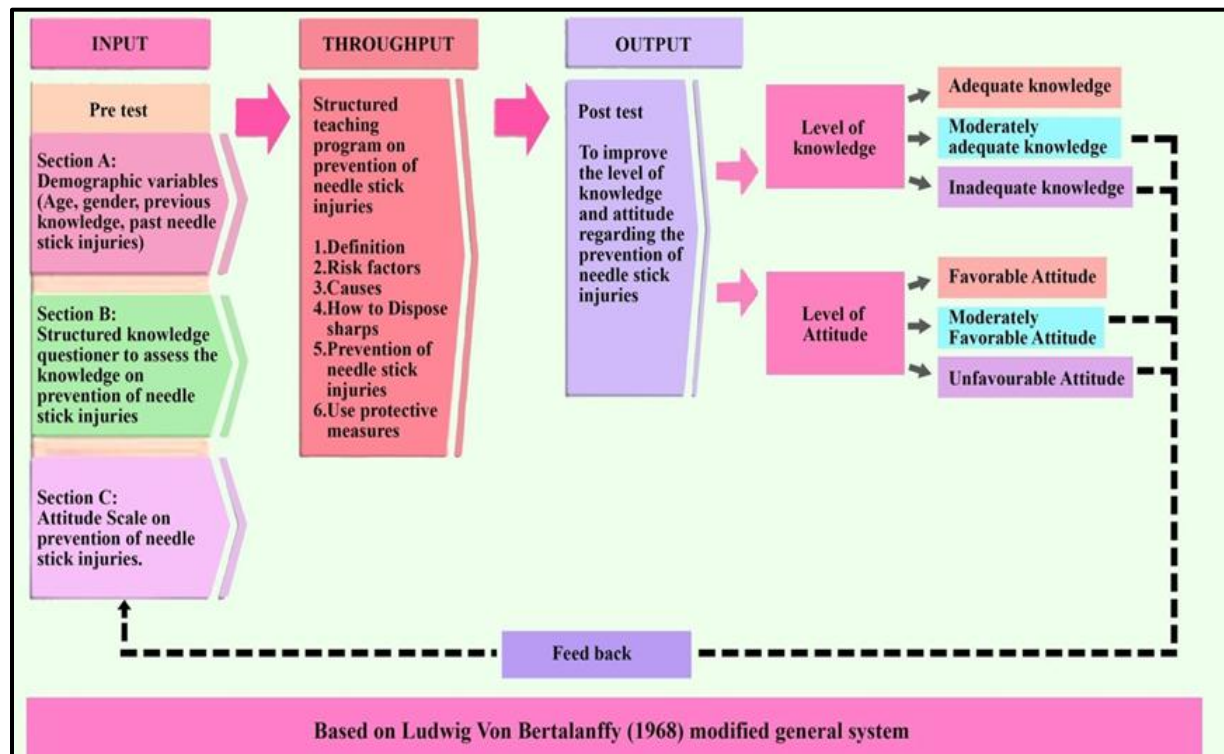 INPUT
Pre test
Section A:
Demographic variables
(Age, gender, previous
knowledge, past needle
stick injuries)
Section B:
Structured knowledge
questioner to assess the
knowledge on
prevention of needle
stick injuries
Section C:
Attitude Scale on
prevention of needle
stick injuries.
THROUGHPUT
Structured
teaching
program on
prevention of
needle stick
injuries
1.Definition
2.Risk factors
3.Causes
4.How to Dispose
sharps
5.Prevention of
needle stick
injuries
6.Use protective
measures
OUTPUT
Post test
To improve
the level of
knowledge
and attitude
regarding the
prevention of
needle stick
injuries
Level of
knowledge
Adequate knowledge
Moderately
adequate knowledge
Inadequate knowledge
Level of
Attitude
Favorable Attitude
Moderately
Favorable Attitude
Unfavourable Attitude
Feed back
Based on Ludwig Von Bertalanffy (1968) modified general system